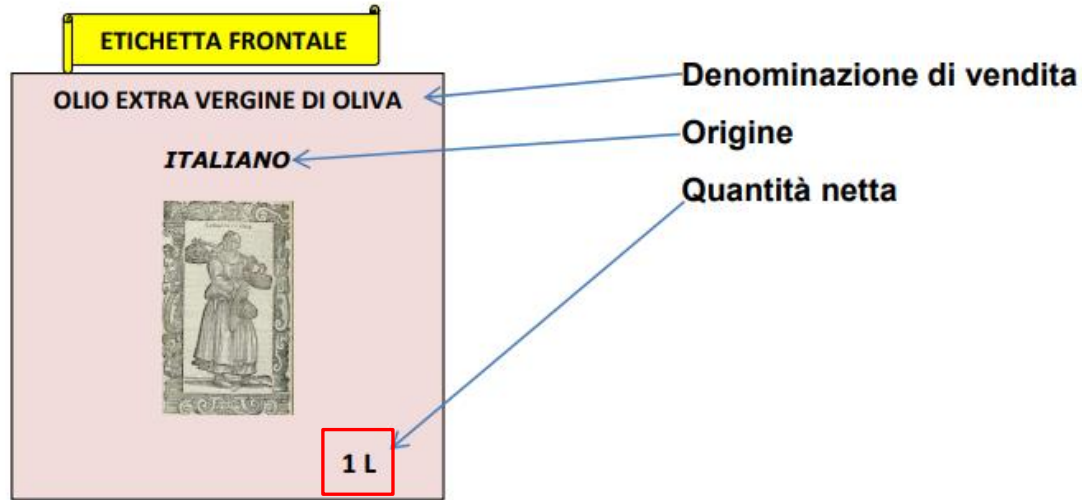 ETICHETTA FRONTALE
OLIO EXTRA VERGINE DI OLIVA
ITALIANO
1 L
Denominazione di vendita
Origine
Quantità netta